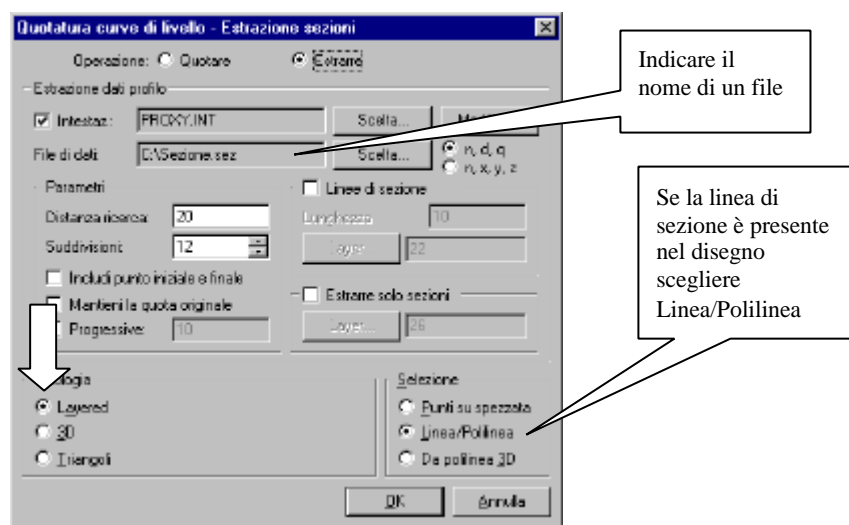 Quotatura curve di livello - Estrazione sezioni
Operazione: Quotare Estrarre
Estrazione dati profilo
Intestaz.: PROXY.INT Scelta...
File di dati: C:\Sezione.sez Scelta... n, d, q
n, x, y, z
Parametri
Distanza ricerca: 20
Suddivisioni: 12
Includi punto iniziale e finale
Mantieni la quota originale
Progressive: 10
Linee di sezione
Lunghezza 10
Layer 22
Estrarre solo sezioni
Layer... 26
Layered
3D
Triangoli
Selezione
Punti su spezzata
Linea/Polilinea
Da polilinea 3D
OK Annulla
Indicare il
nome di un file
Se la linea di
sezione è presente
nel disegno
scegliere
Linea/Polilinea